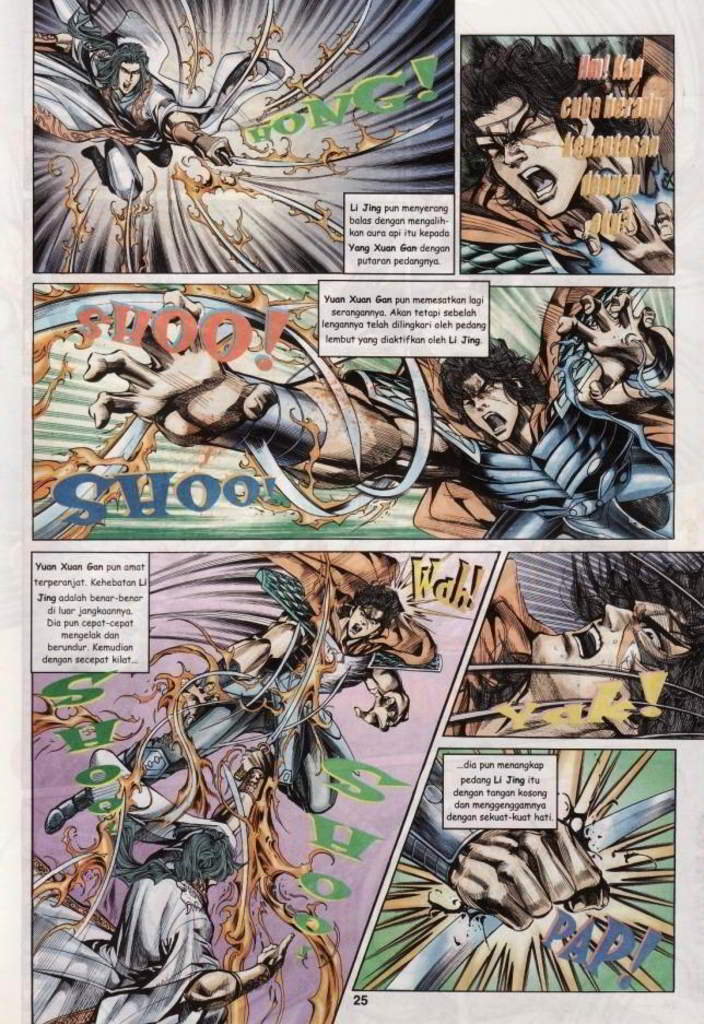 HONG!
Li Jing pun menyerang
balas dengan mengalih-
kan aura api itu kepada
Yang Xuan Gan dengan
putaran pedangnya.
Hm! Kau
cuba beradu
kepantasan
dengan
aku?
SHOO!
SHOO!
Yuan Xuan Gan pun memesatkan lagi
serangannya. Akan tetapi sebelah
lengannya telah dilingkari oleh pedang
lembut yang diaktifkan oleh Li Jing.
Yuan Xuan Gan pun amat
terperanjat. Kehebatan Li
Jing adalah benar-benar
di luar jangkaannya.
Dia pun cepat-cepat
mengelak dan
berundur. Kemudian
dengan secepat kilat...
Wah!
SHOO!
SHOO!
yak!
...dia pun menangkap
pedang Li Jing itu
dengan tangan kosong
dan menggenggamnya
dengan sekuat-kuat hati.
PAP!
25